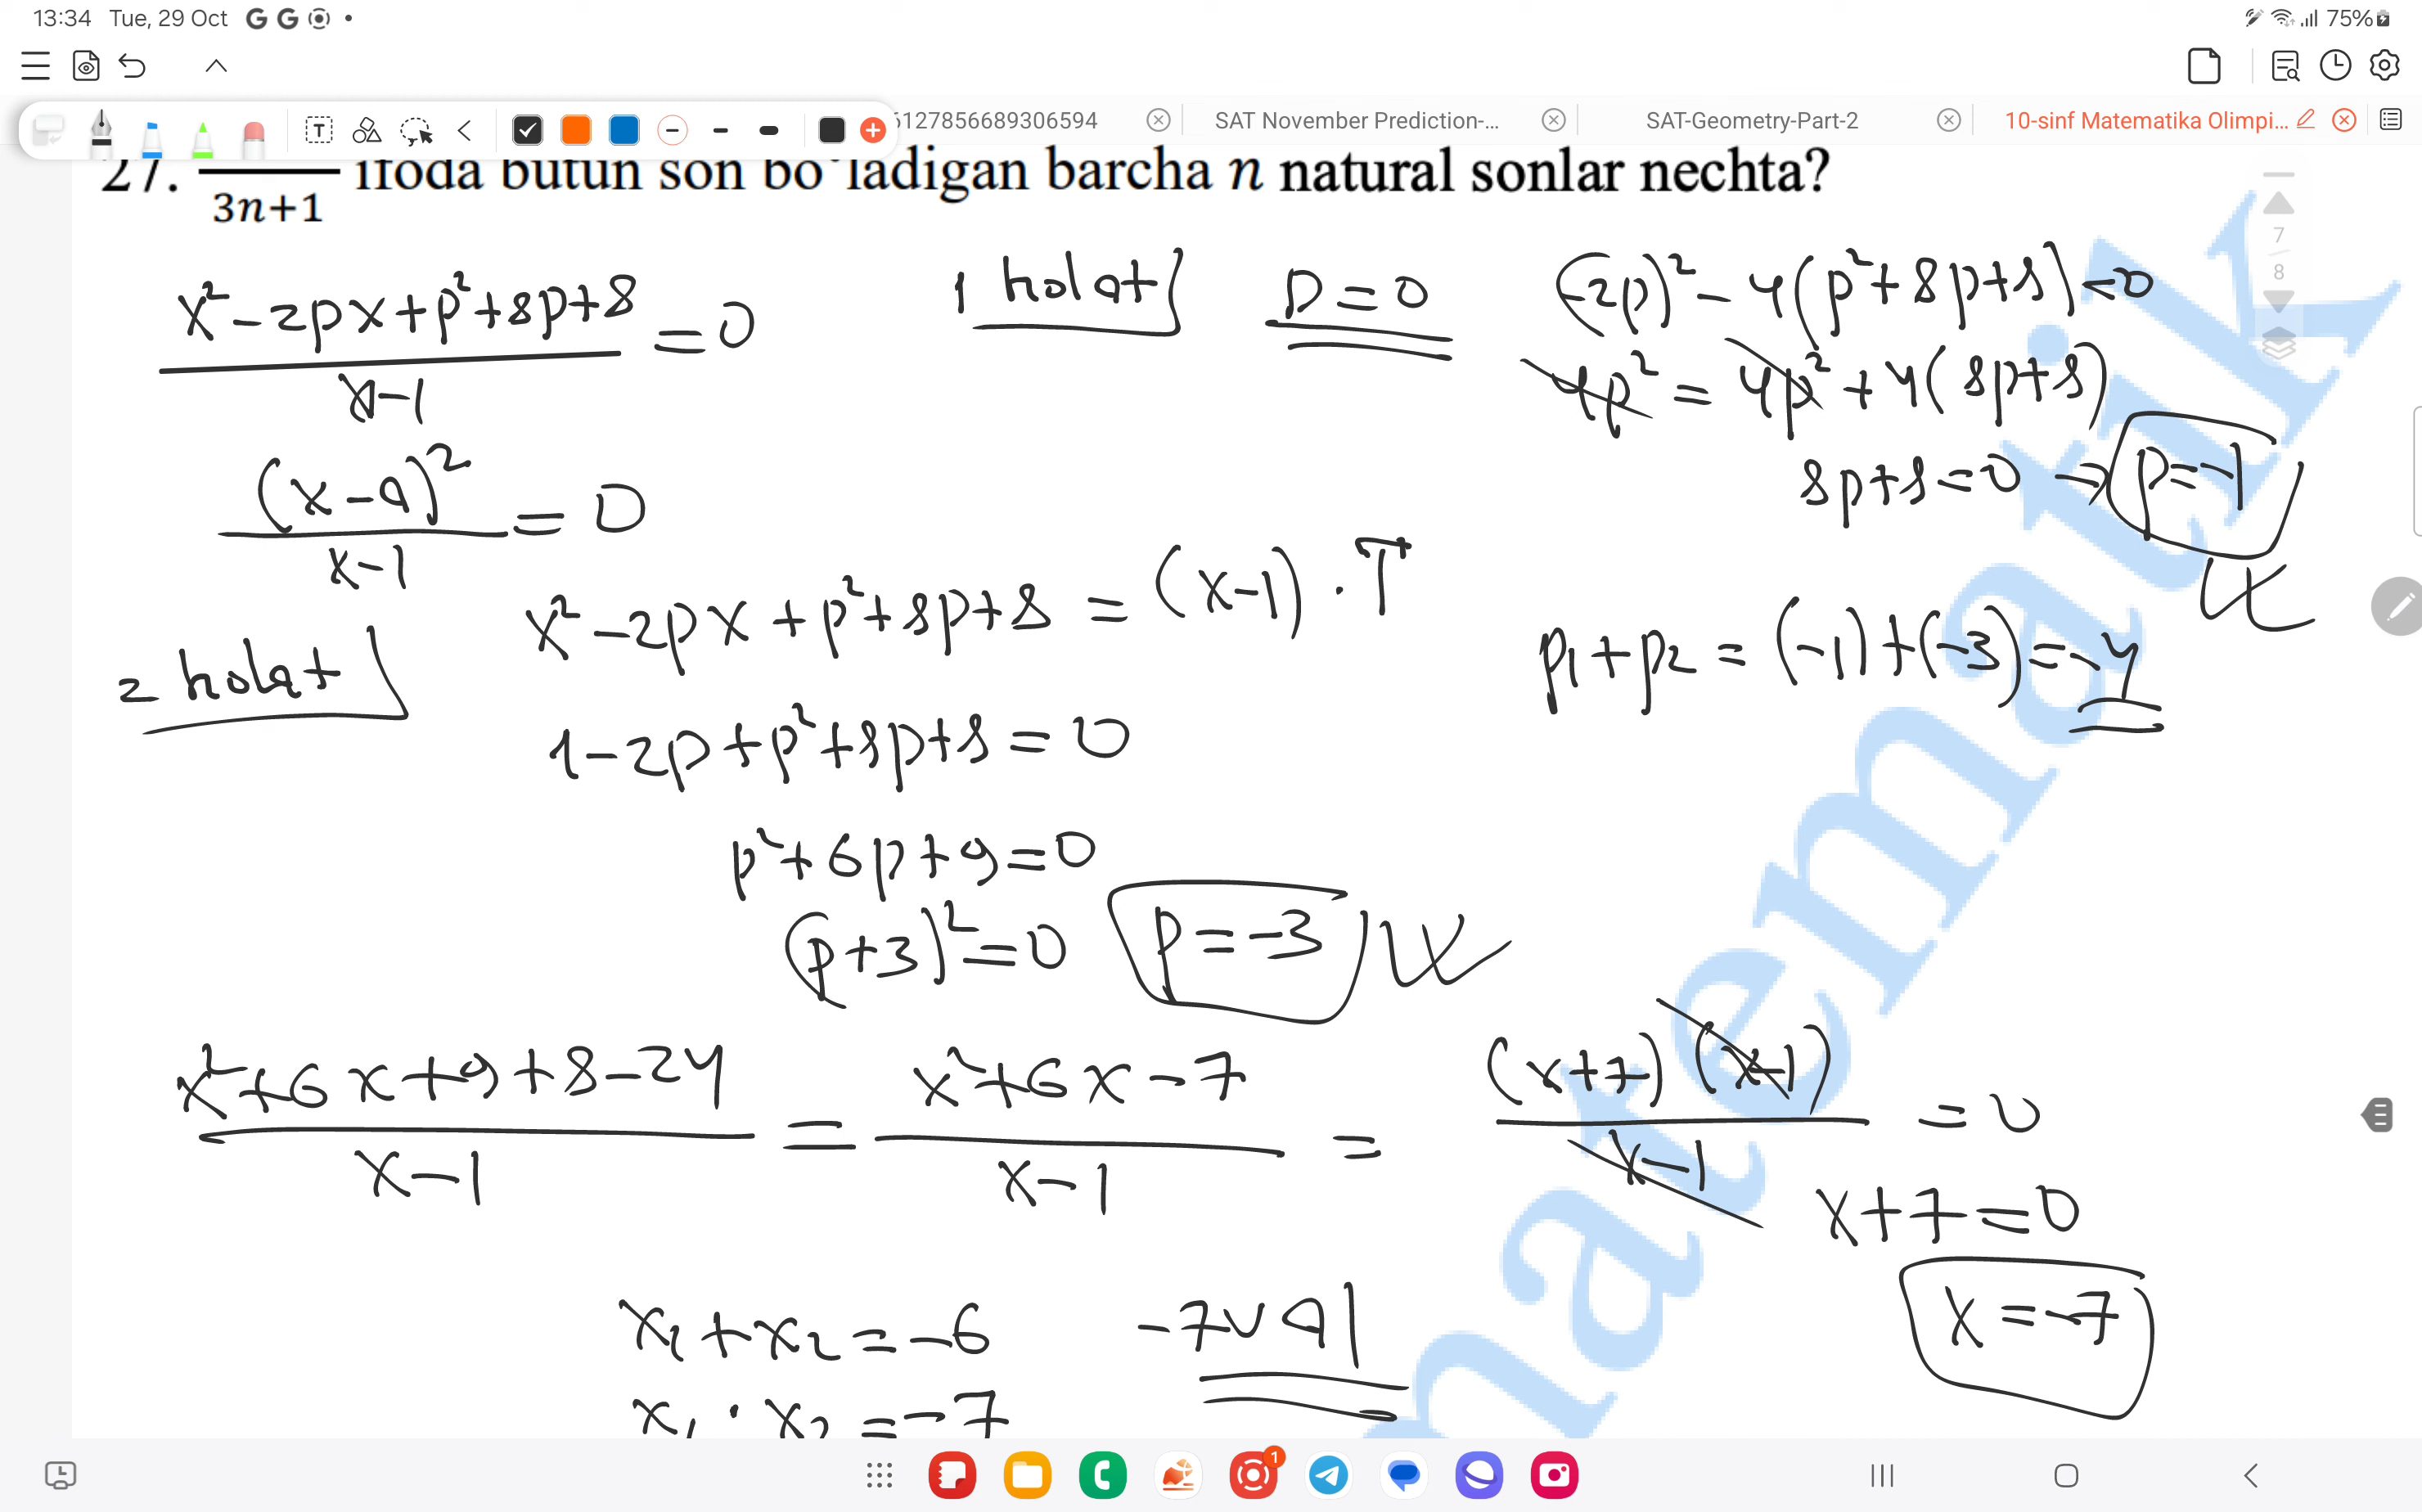 13:34 Tue, 29 Oct 75%
6127856689306594 SAT November Prediction-... SAT-Geometry-Part-2 10-sinf Matematika Olimpi...
27. /(3n+1) ifoda butun son bo'ladigan barcha n natural sonlar nechta?
7
8
(x²-2px+p²+8p+8)/(x-1) = 0
1 holat
D=0
(-2p)²-4(p²+8p+8)=0
4p² = 4p²+4(8p+8)
8p+8=0 ⇒ p=-1
(x-a)²/(x-1) = 0
2 holat
x²-2px+p²+8p+8 = (x-1)·T
p1+p2 = (-1)+(-3)=-4
1-2p+p²+8p+8=0
p²+6p+9=0
(p+3)²=0 p=-3
(x²+6x+9+8-24)/(x-1) = (x²+6x-7)/(x-1) = (x+7)(x-1)/(x-1) = 0
x+7=0
x=-7
x1+x2=-6 -7va1
x1·x2=-7
matematik
1